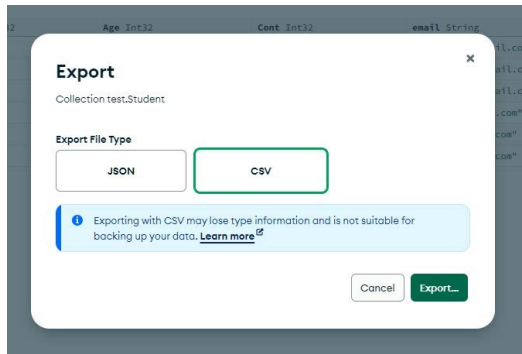 Age Int32 Cont Int32 email String
Export
Collection test.Student
Export File Type
JSON CSV
Exporting with CSV may lose type information and is not suitable for
backing up your data. Learn more
Cancel Export...